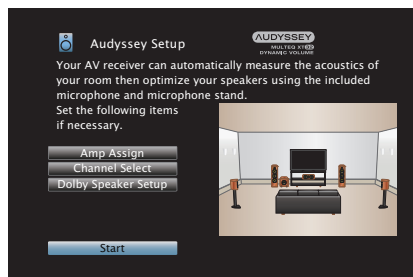 Audyssey Setup
AUDYSSEY
MULTEQ XT32
DYNAMIC VOLUME
Your AV receiver can automatically measure the acoustics of
your room then optimize your speakers using the included
microphone and microphone stand.
Set the following items
if necessary.
Amp Assign
Channel Select
Dolby Speaker Setup
Start